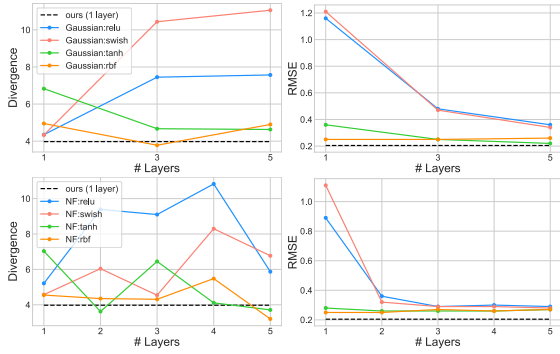 ours (1 layer)
Gaussian:relu
Gaussian:swish
Gaussian:tanh
Gaussian:rbf
Divergence
10
8
6
4
1
3
5
# Layers
RMSE
1.2
1.0
0.8
0.6
0.4
0.2
1
3
5
# Layers
ours (1 layer)
NF:relu
NF:swish
NF:tanh
NF:rbf
Divergence
10
8
6
4
1
2
3
4
5
# Layers
RMSE
1.0
0.8
0.6
0.4
0.2
1
2
3
4
5
# Layers